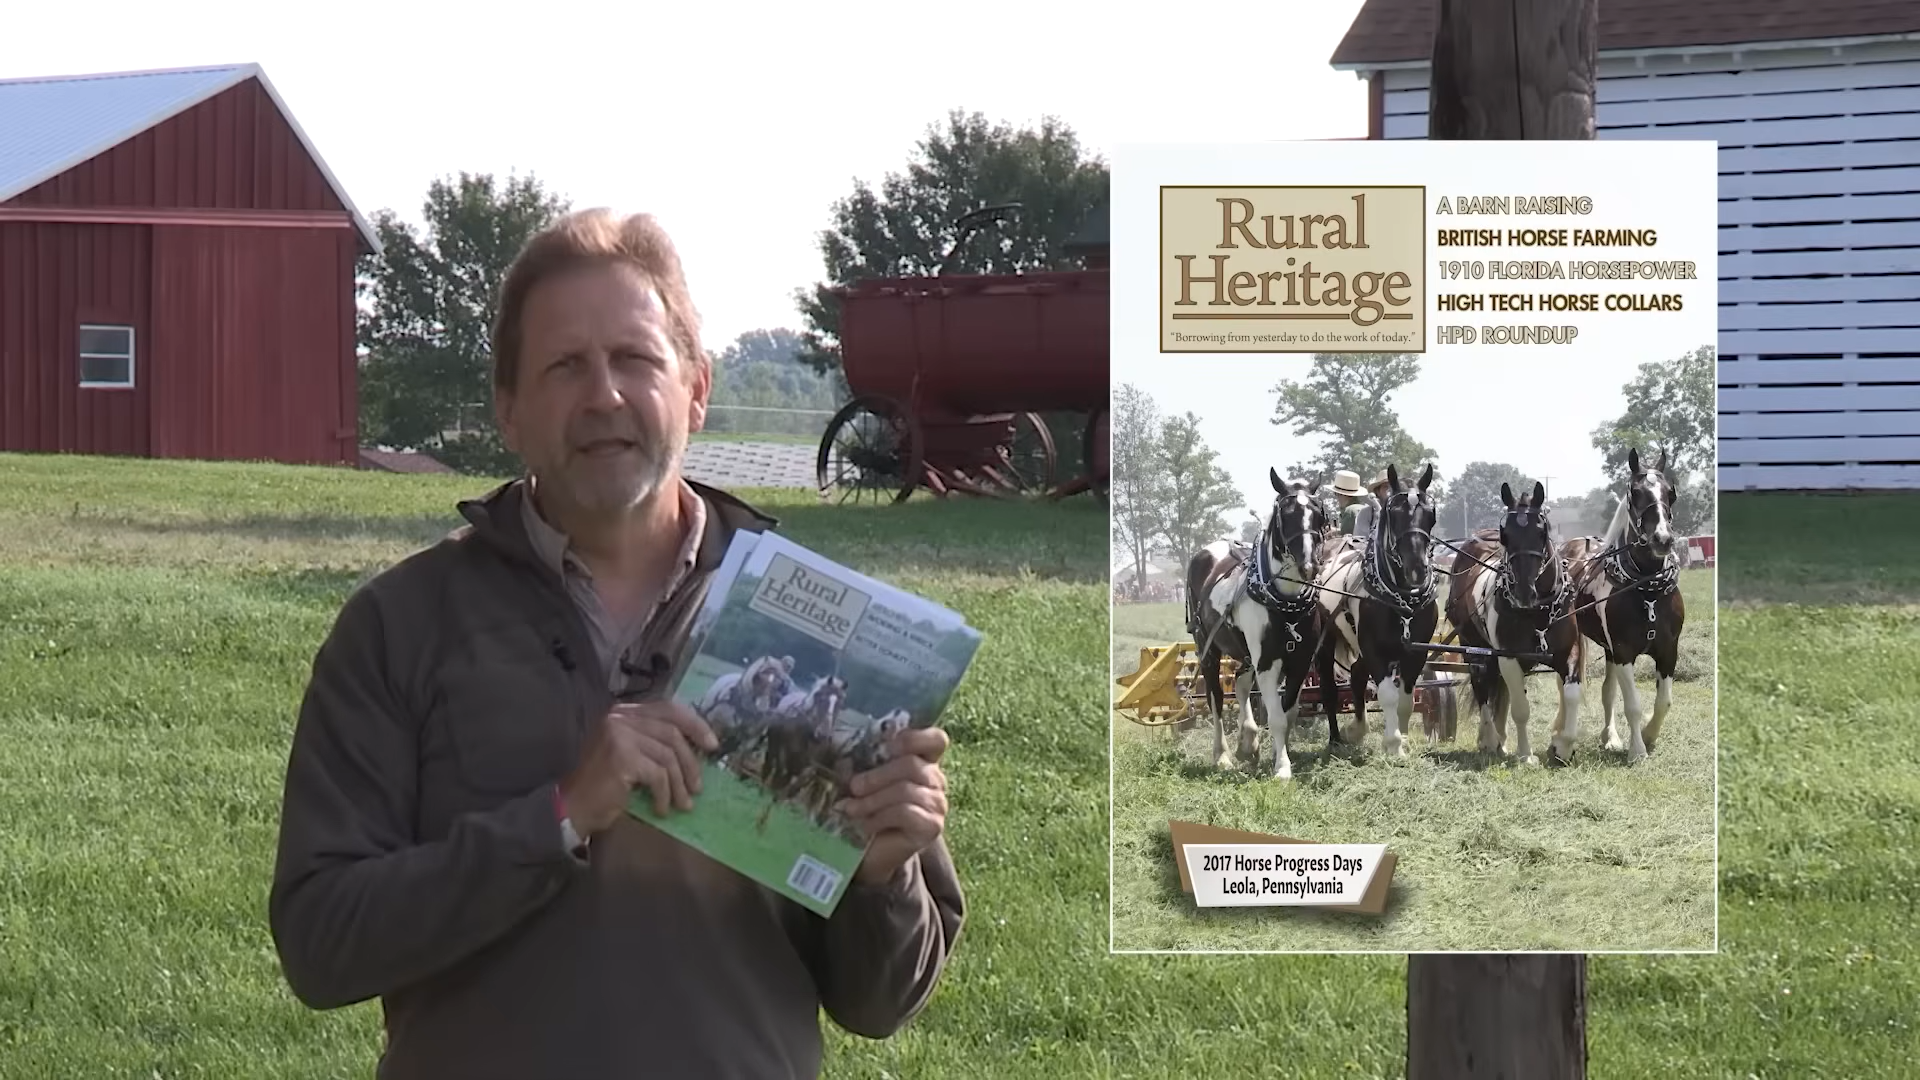 Rural
Heritage
"Borrowing from yesterday to do the work of today."
A BARN RAISING
BRITISH HORSE FARMING
1910 FLORIDA HORSEPOWER
HIGH TECH HORSE COLLARS
HPD ROUNDUP
2017 Horse Progress Days
Leola, Pennsylvania
Rural
Heritage